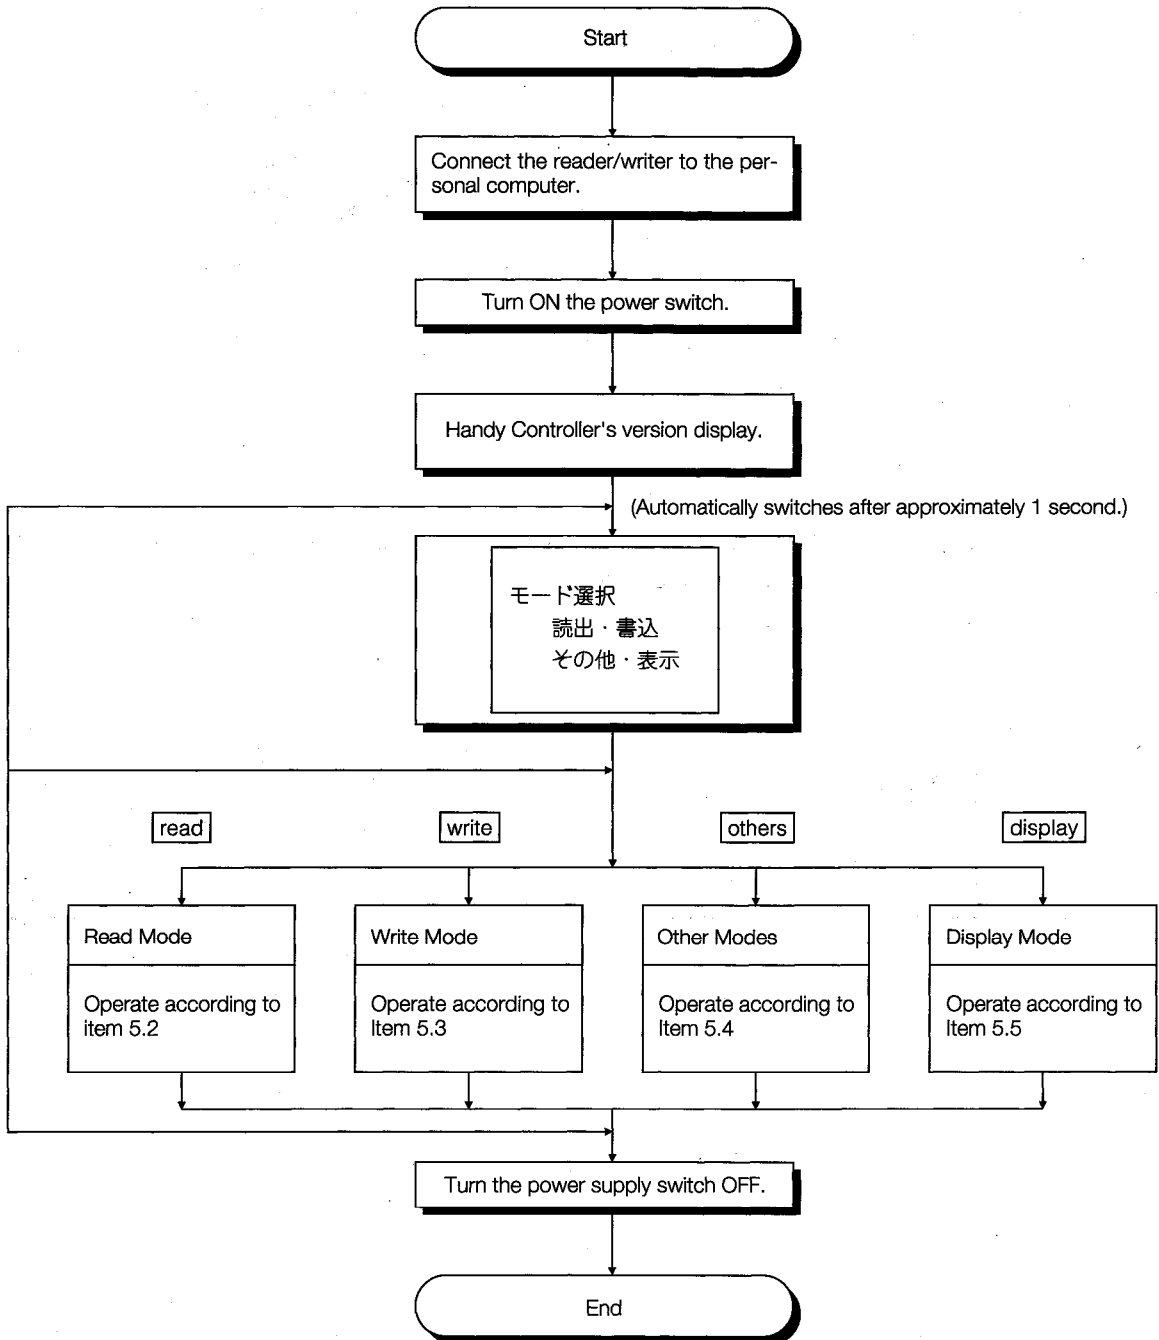 Start
Connect the reader/writer to the per-
sonal computer.
Turn ON the power switch.
Handy Controller's version display.
(Automatically switches after approximately 1 second.)
モード選択
読出・書込
その他・表示
read
write
others
display
Read Mode
Write Mode
Other Modes
Display Mode
Operate according to
item 5.2
Operate according to
Item 5.3
Operate according to
Item 5.4
Operate according to
Item 5.5
Turn the power supply switch OFF.
End